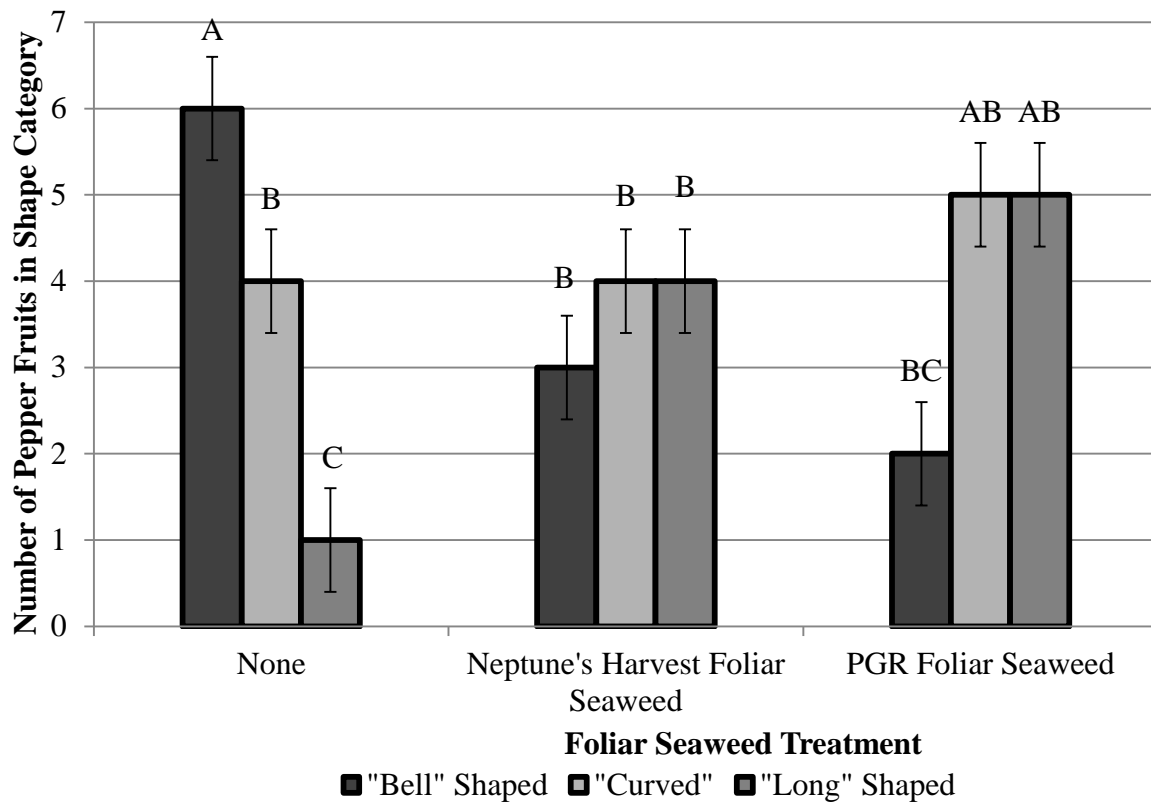 Number of Pepper Fruits in Shape Category
7
6
5
4
3
2
1
0
A
B
C
B
B
B
BC
AB
AB
None
Neptune's Harvest Foliar
Seaweed
PGR Foliar Seaweed
Foliar Seaweed Treatment
"Bell" Shaped
"Curved"
"Long" Shaped